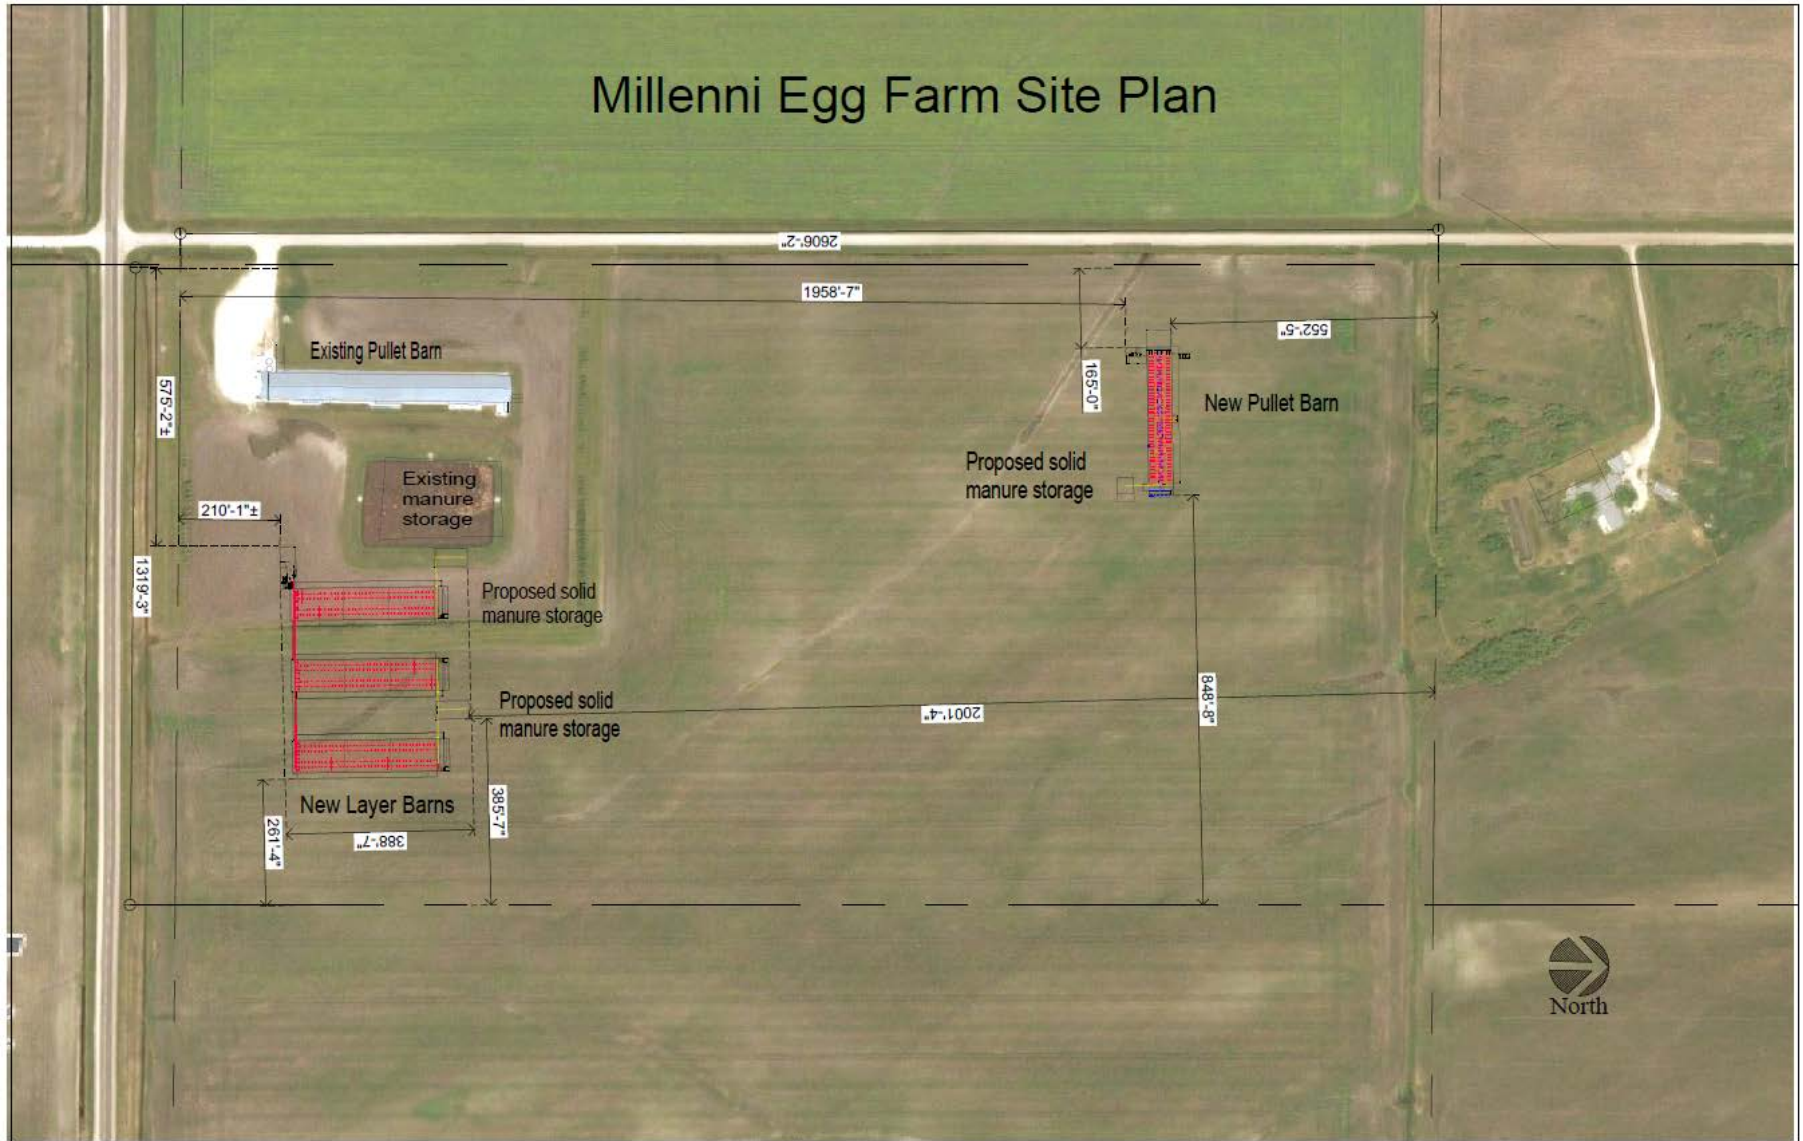 Millenni Egg Farm Site Plan
2606'-2"
1958'-7"
552'-5"
Existing Pullet Barn
575'-2"±
165'-0"
New Pullet Barn
Proposed solid
manure storage
Existing
manure
storage
210'-1"±
1319'-3"
Proposed solid
manure storage
848'-8"
Proposed solid
manure storage
2001'-4"
New Layer Barns
385'-7"
261'-4"
388'-7"
North